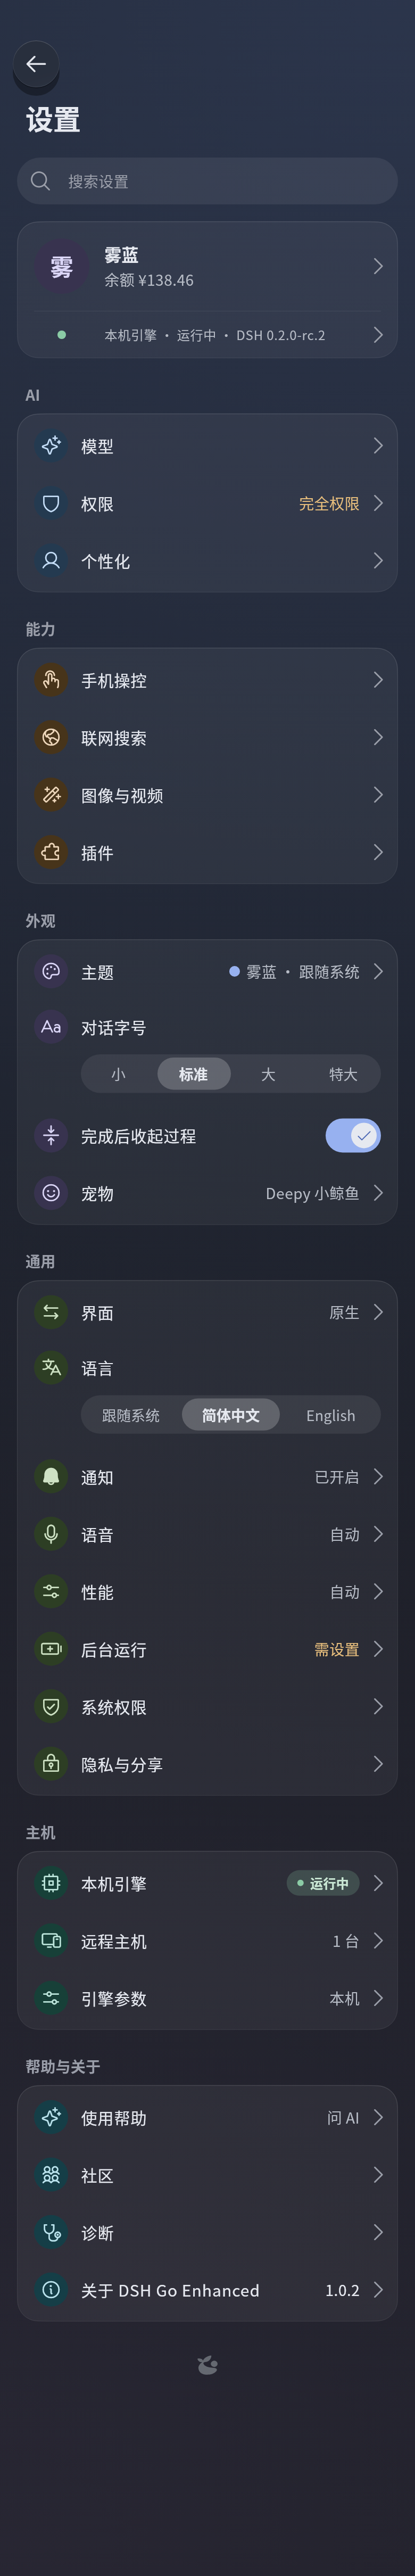 设置
搜索设置
雾
雾蓝
余额 ¥138.46
本机引擎 · 运行中 · DSH 0.2.0-rc.2
AI
模型
权限 完全权限
个性化
能力
手机操控
联网搜索
图像与视频
插件
外观
主题 雾蓝 · 跟随系统
Aa 对话字号
小 标准 大 特大
完成后收起过程
宠物 Deepy 小鲸鱼
通用
界面 原生
语言
跟随系统 简体中文 English
通知 已开启
语音 自动
性能 自动
后台运行 需设置
系统权限
隐私与分享
主机
本机引擎 运行中
远程主机 1 台
引擎参数 本机
帮助与关于
使用帮助 问 AI
社区
诊断
关于 DSH Go Enhanced 1.0.2